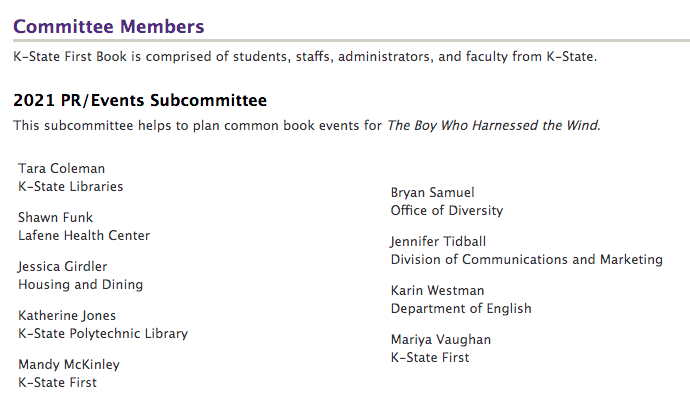 Committee Members
K-State First Book is comprised of students, staffs, administrators, and faculty from K-State.
2021 PR/Events Subcommittee
This subcommittee helps to plan common book events for The Boy Who Harnessed the Wind.
Tara Coleman
K-State Libraries
Shawn Funk
Lafene Health Center
Jessica Girdler
Housing and Dining
Katherine Jones
K-State Polytechnic Library
Mandy McKinley
K-State First
Bryan Samuel
Office of Diversity
Jennifer Tidball
Division of Communications and Marketing
Karin Westman
Department of English
Mariya Vaughan
K-State First